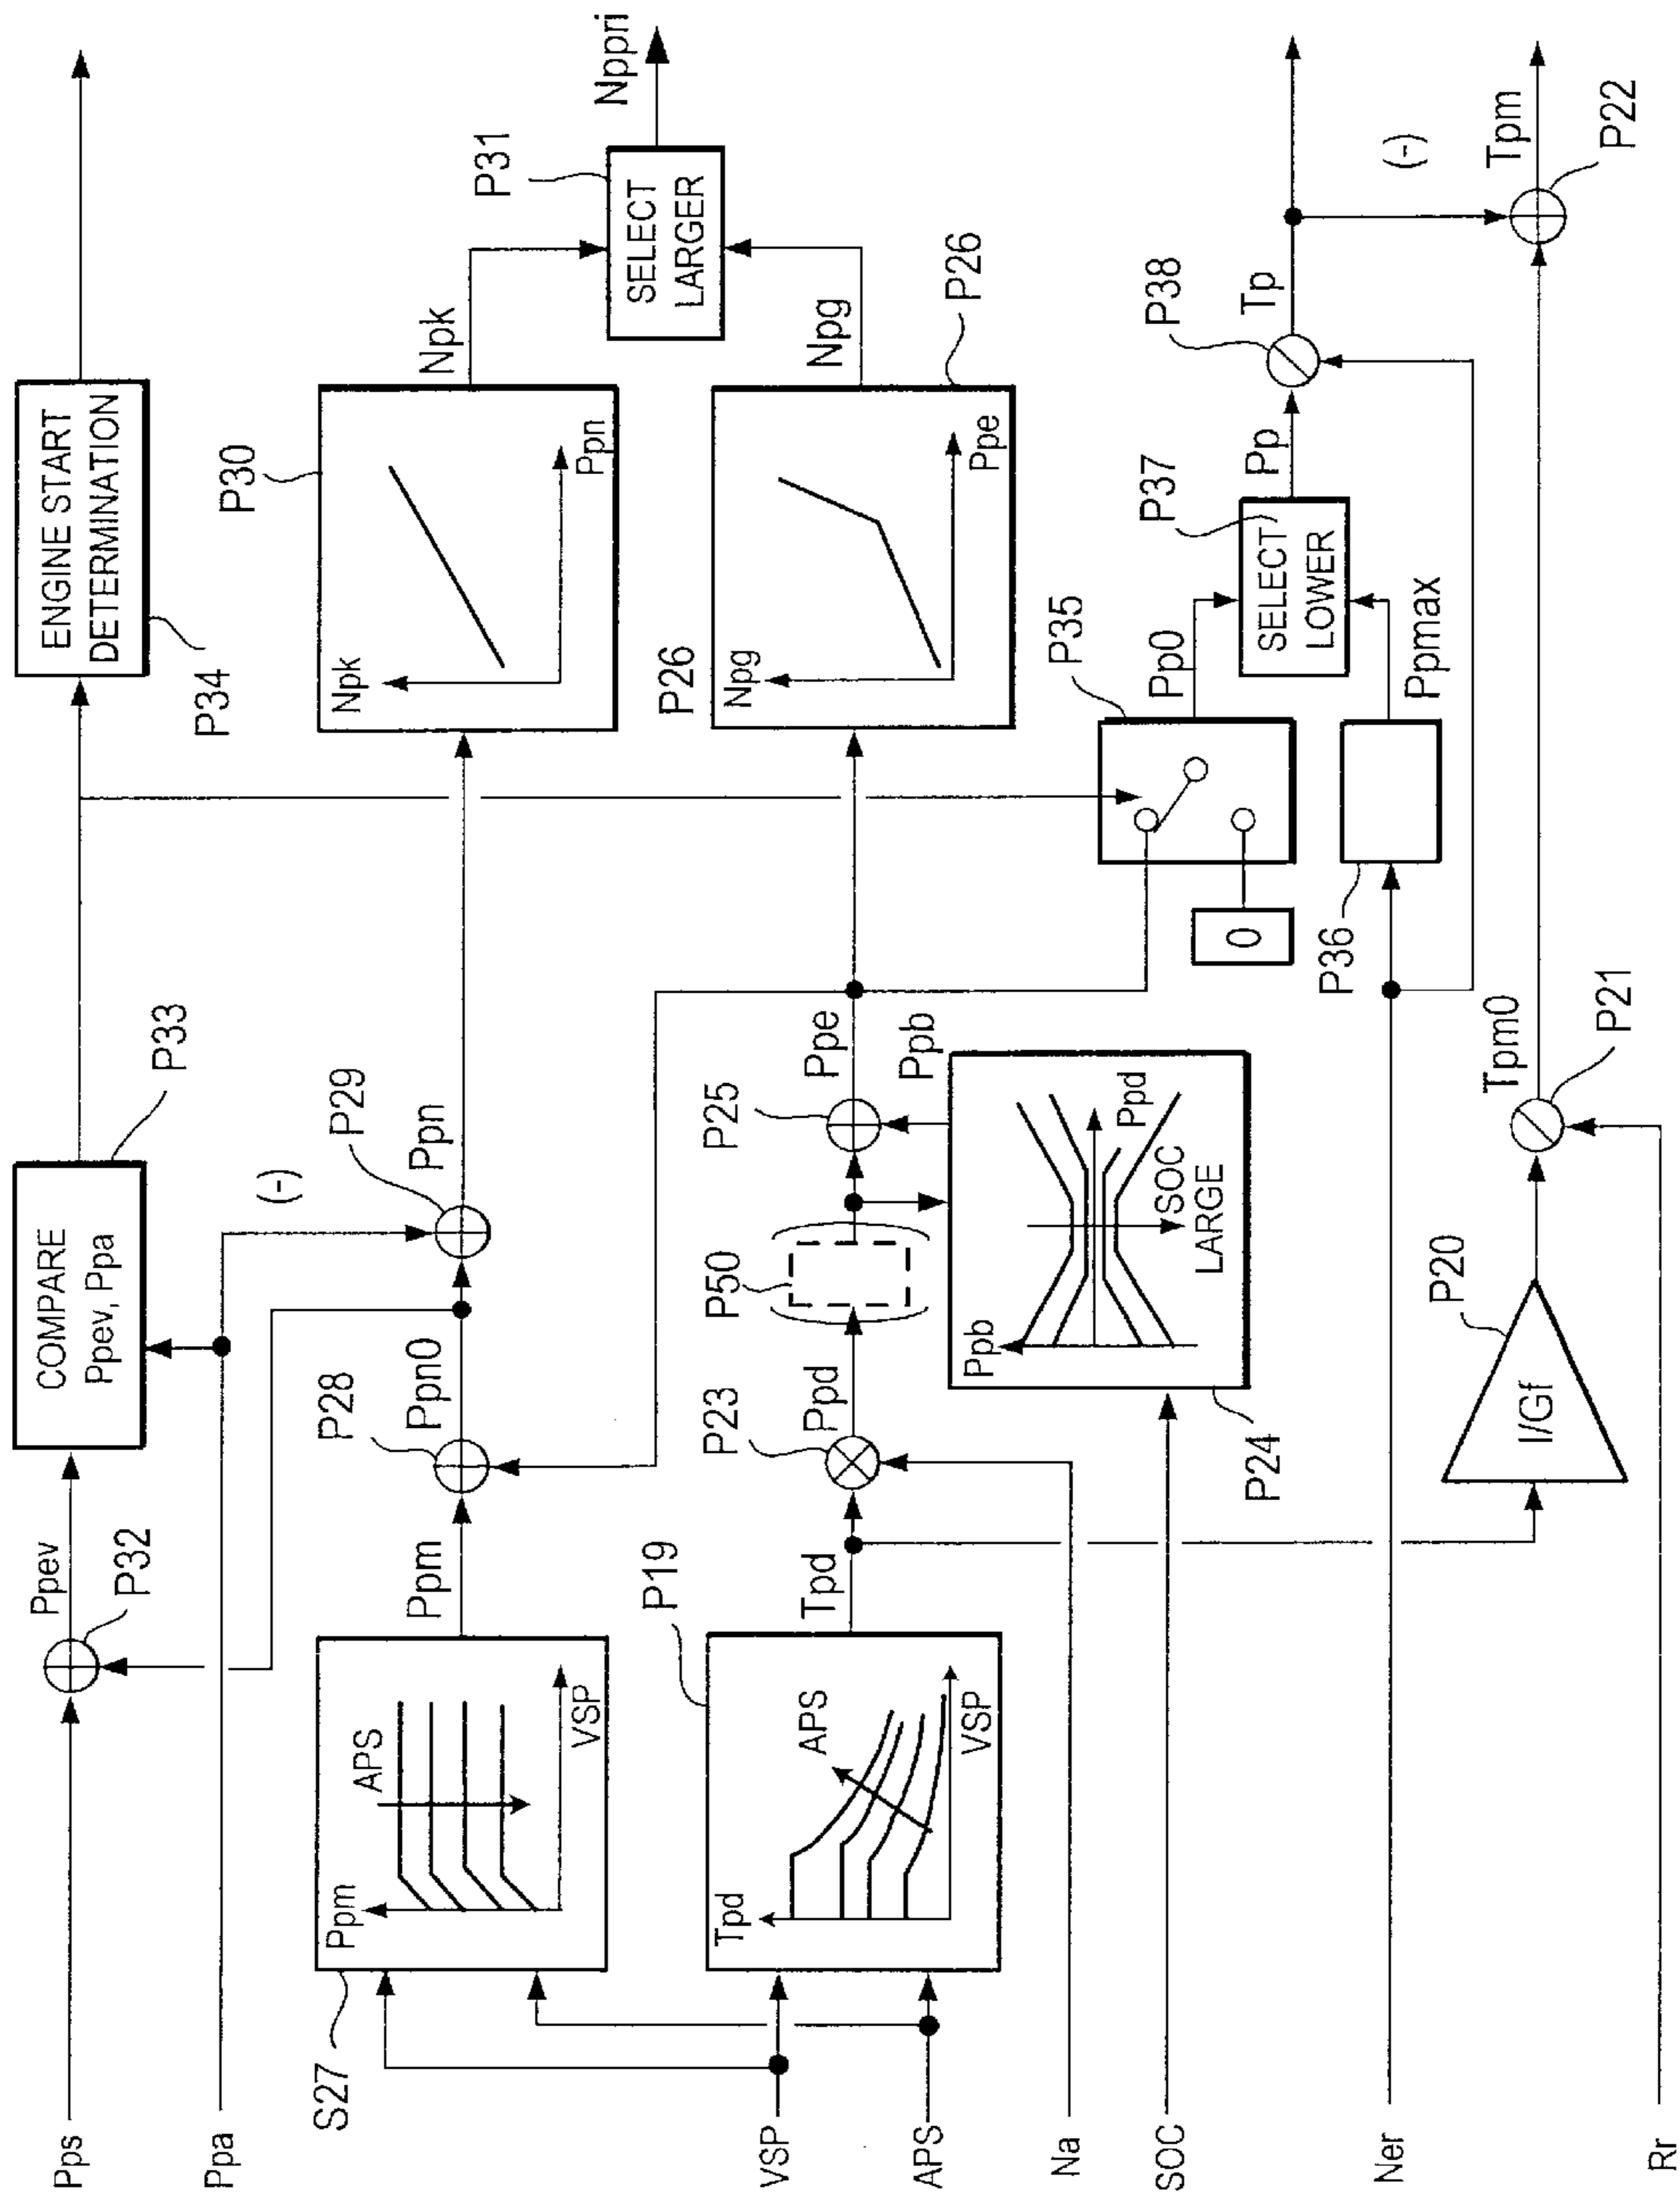 Pps
Ppev
P32
COMPARE
Ppev, Ppa
P33
ENGINE START
DETERMINATION
P34
Ppa
(-)
S27
Ppm
APS
VSP
Ppm
P28
Ppn0
P29
Ppn
P30
Npk
Ppn
Npk
P31
SELECT
LARGER
Nppri
VSP
APS
P19
Tpd
APS
VSP
Tpd
P23
Ppd
P50
P25
Ppe
Ppb
P26
Npg
Ppe
Npg
P26
Na
SOC
P24
Ppb
Ppd
SOC
LARGE
0
P35
Pp0
P37
SELECT
LOWER
Pp
P38
Tp
Ner
P36
Ppmax
(-)
P20
I/Gf
Tpm0
P21
Tpm
P22
Rr